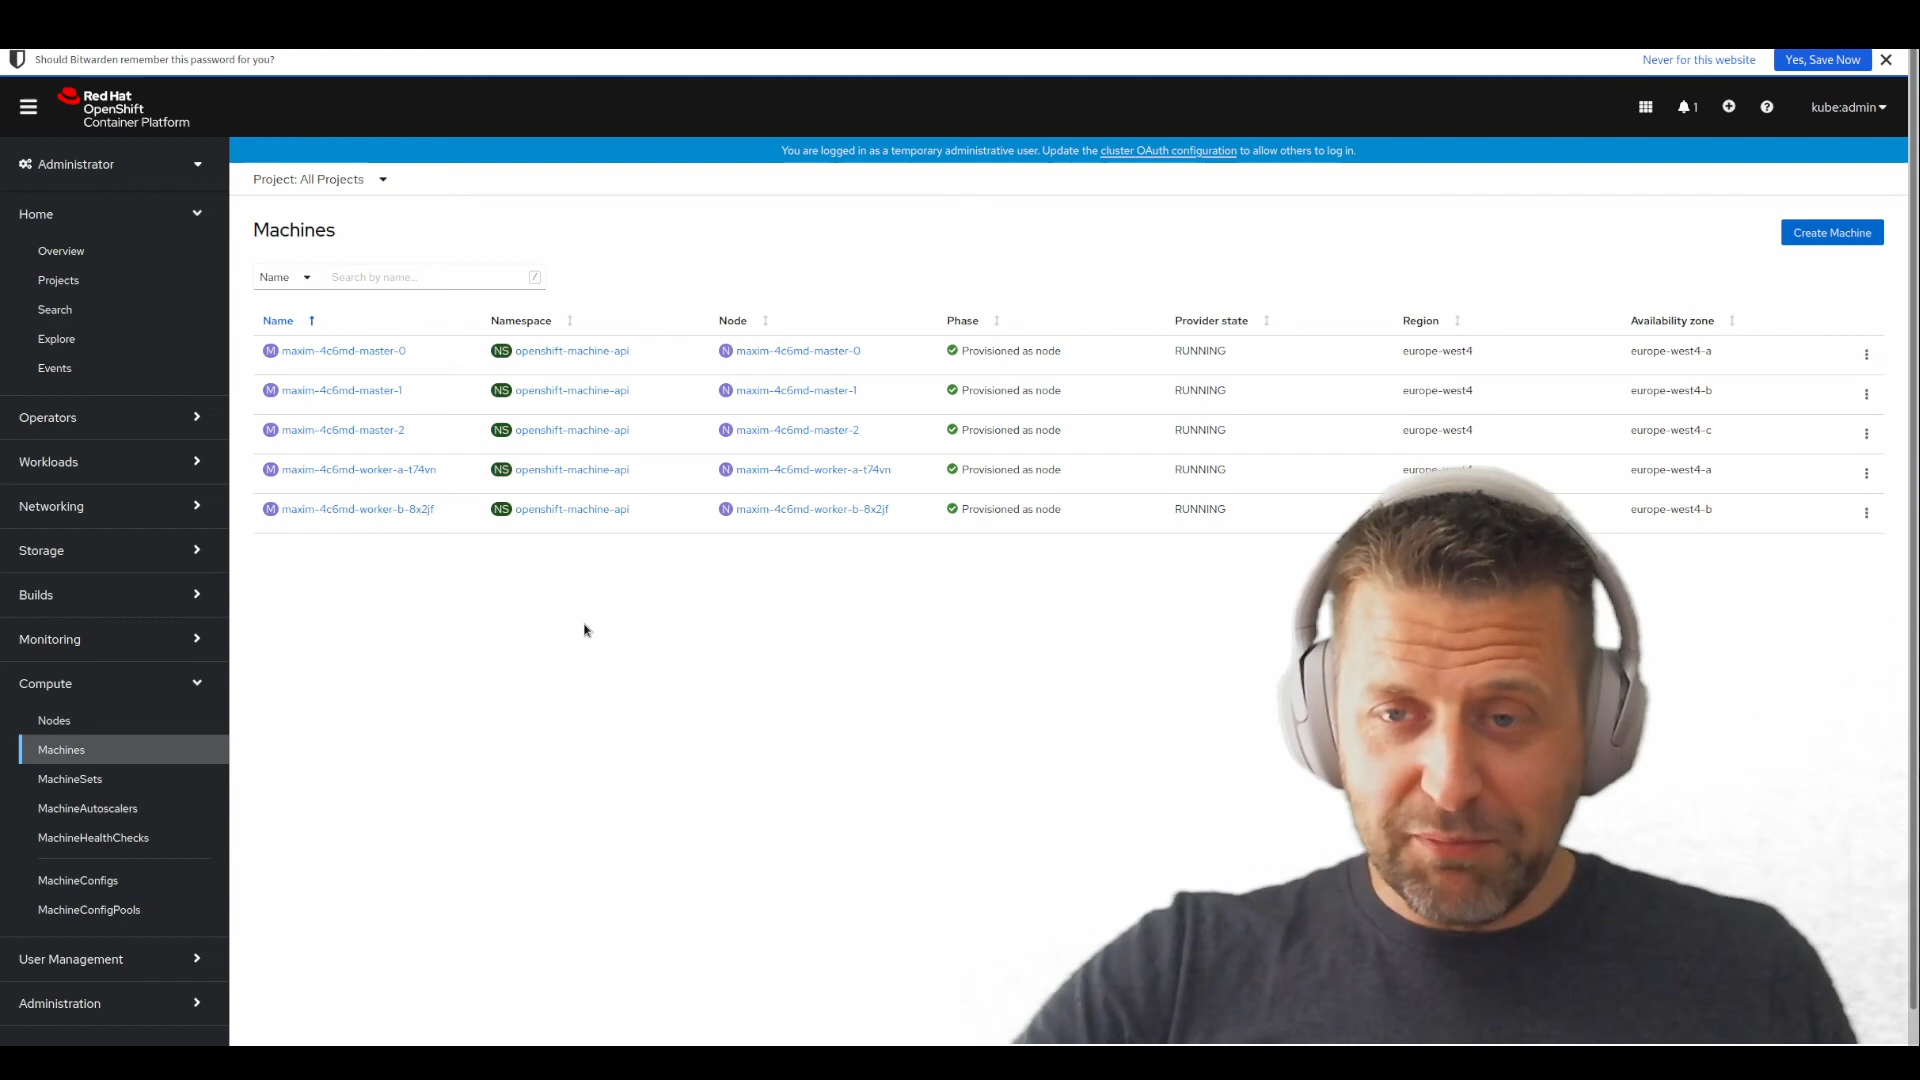 Should Bitwarden remember this password for you?
Never for this website
Yes, Save Now
Red Hat
OpenShift
Container Platform
1
kube:admin
Administrator
You are logged in as a temporary administrative user. Update the cluster OAuth configuration to allow others to log in.
Project: All Projects
Home
Overview
Projects
Search
Explore
Events
Operators
Workloads
Networking
Storage
Builds
Monitoring
Compute
Nodes
Machines
MachineSets
MachineAutoscalers
MachineHealthChecks
MachineConfigs
MachineConfigPools
User Management
Administration
Machines
Create Machine
Name Search by name... /
Name Namespace Node Phase Provider state Region Availability zone
M maxim-4c6md-master-0 NS openshift-machine-api N maxim-4c6md-master-0 Provisioned as node RUNNING europe-west4 europe-west4-a
M maxim-4c6md-master-1 NS openshift-machine-api N maxim-4c6md-master-1 Provisioned as node RUNNING europe-west4 europe-west4-b
M maxim-4c6md-master-2 NS openshift-machine-api N maxim-4c6md-master-2 Provisioned as node RUNNING europe-west4 europe-west4-c
M maxim-4c6md-worker-a-t74vn NS openshift-machine-api N maxim-4c6md-worker-a-t74vn Provisioned as node RUNNING europe-west4-a
M maxim-4c6md-worker-b-8x2jf NS openshift-machine-api N maxim-4c6md-worker-b-8x2jf Provisioned as node RUNNING europe-west4-b